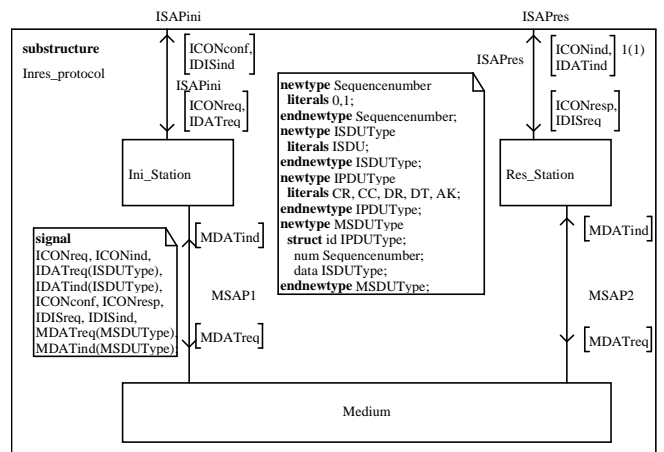 ISAPini
ISAPres
substructure
Inres_protocol
ICONconf,
IDISind
ISAPini
ICONreq,
IDATreq
ISAPres
ICONind,
IDATind
1(1)
ICONresp,
IDISreq
newtype Sequencenumber
literals 0,1;
endnewtype Sequencenumber;
newtype ISDUType
literals ISDU;
endnewtype ISDUType;
newtype IPDUType
literals CR, CC, DR, DT, AK;
endnewtype IPDUType;
newtype MSDUType
struct id IPDUType;
num Sequencenumber;
data ISDUType;
endnewtype MSDUType;
Ini_Station
Res_Station
signal
ICONreq, ICONind,
IDATreq(ISDUType),
IDATind(ISDUType),
ICONconf, ICONresp,
IDISreq, IDISind,
MDATreq(MSDUType),
MDATind(MSDUType);
MDATind
MSAP1
MDATreq
MDATind
MSAP2
MDATreq
Medium